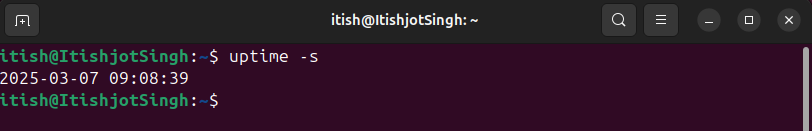 itish@ItishjotSingh: ~
itish@ItishjotSingh:~$ uptime -s
2025-03-07 09:08:39
itish@ItishjotSingh:~$